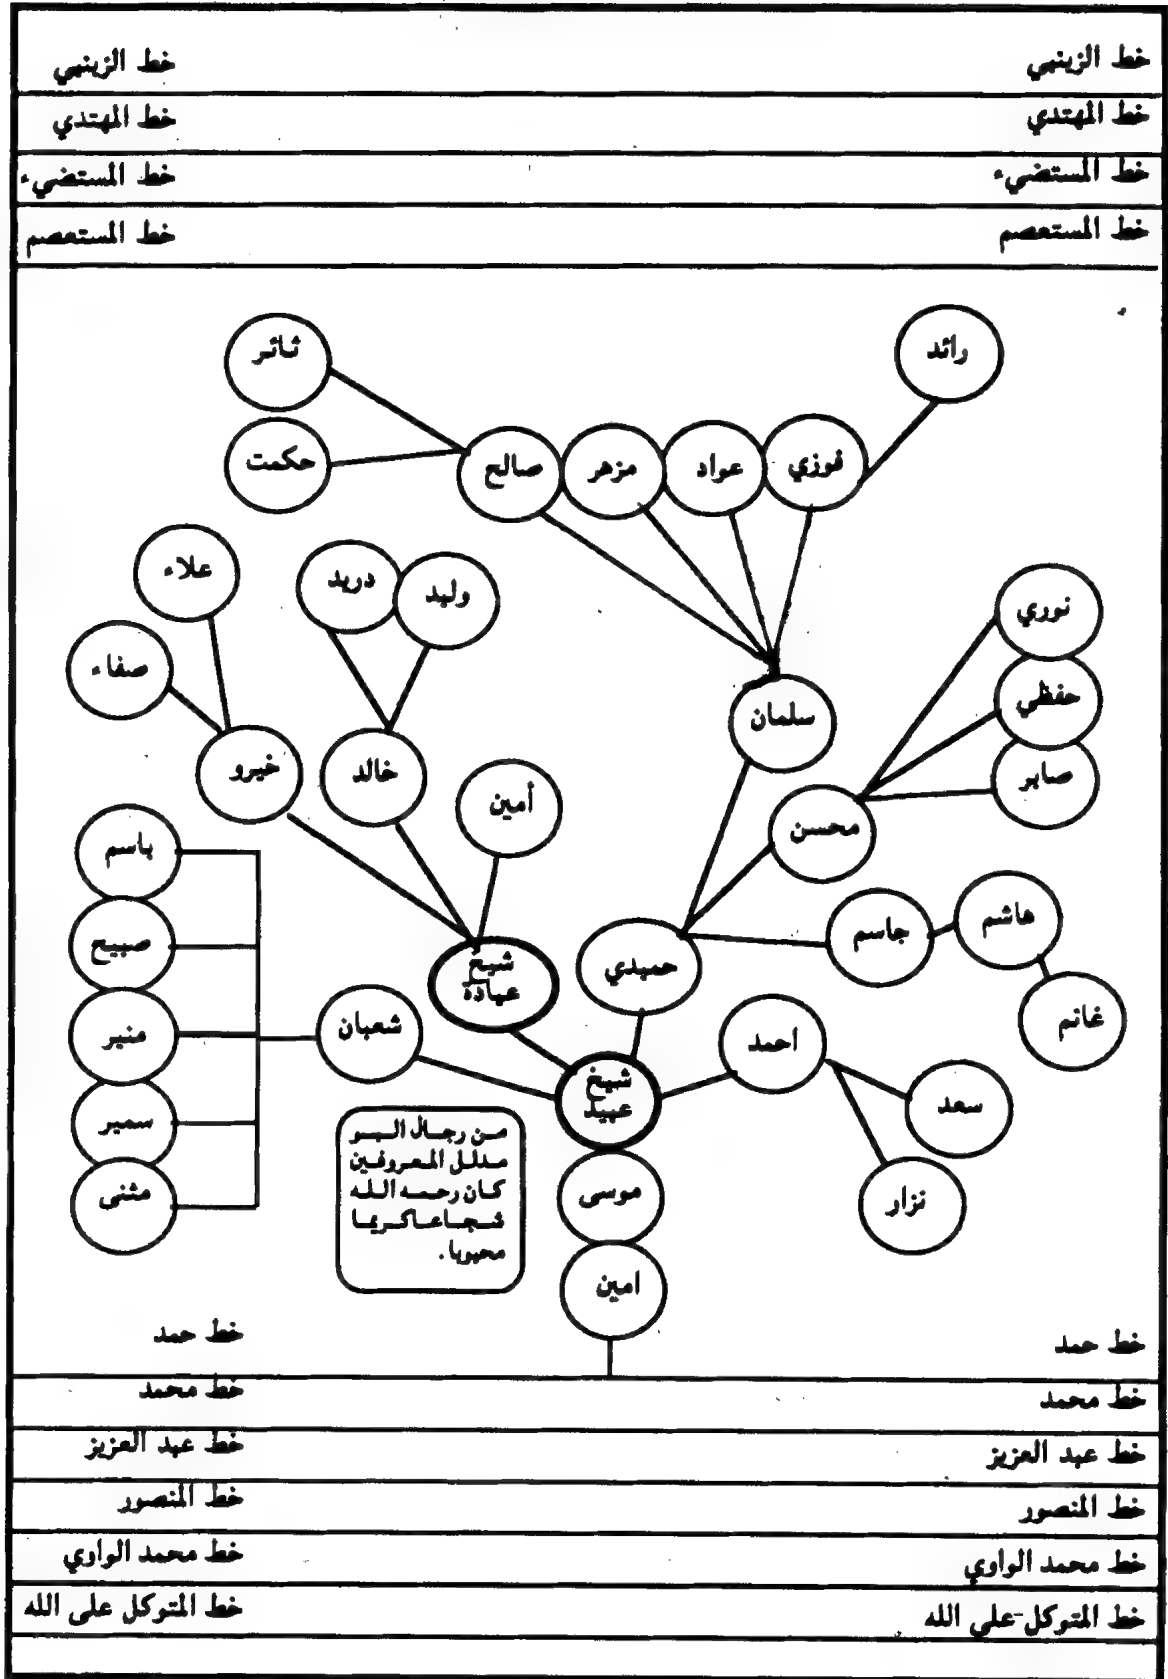 خط الزينبي خط الزينبي
خط المهتدي خط المهتدي
خط المستضيء خط المستضيء
خط المستعصم خط المستعصم
رائد
ثائر
فوزي عواد مزهر صالح
حكمت
علاء
دريد
وليد
نوري
صفاء
حفظي
سلمان
خيرو
خالد
صابر
أمين
محسن
باسم
جاسم
هاشم
صبيح
حميدي
شيخ
عبادة
غانم
شعبان
منير
احمد
شيخ
عبيد
سعد
سمير
من رجال البو
مدلل المعروفين
كان رحمه الله
شجاعا كريما
محبوبا.
موسى
نزار
مثنى
امين
خط حمد خط حمد
خط محمد خط محمد
خط عبد العزيز خط عبد العزيز
خط المنصور خط المنصور
خط محمد الواوي خط محمد الواوي
خط المتوكل-على الله خط المتوكل على الله